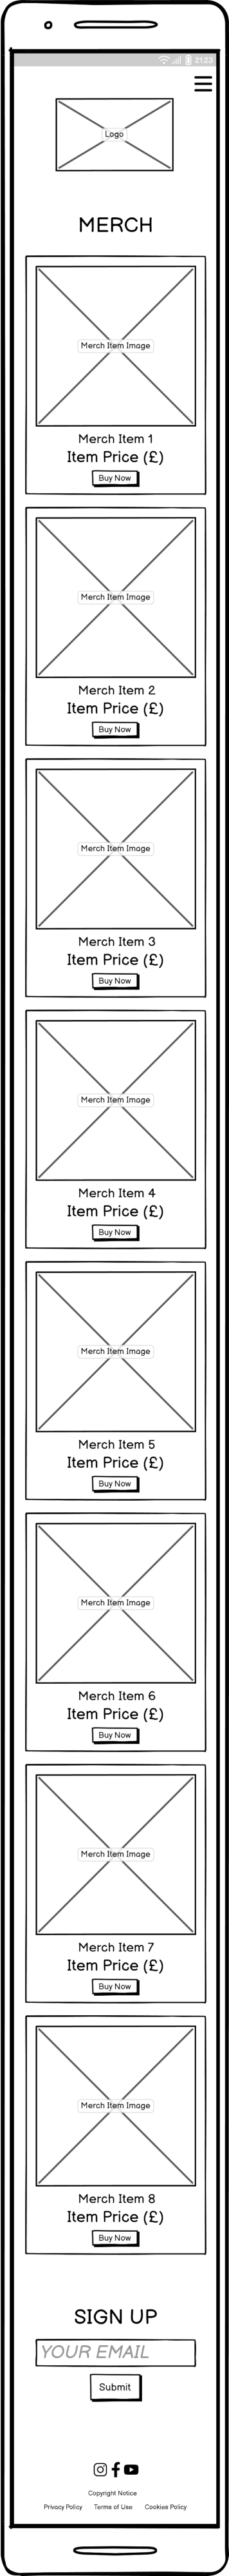 21:23
Logo
MERCH
Merch Item Image
Merch Item 1
Item Price (£)
Buy Now
Merch Item Image
Merch Item 2
Item Price (£)
Buy Now
Merch Item Image
Merch Item 3
Item Price (£)
Buy Now
Merch Item Image
Merch Item 4
Item Price (£)
Buy Now
Merch Item Image
Merch Item 5
Item Price (£)
Buy Now
Merch Item Image
Merch Item 6
Item Price (£)
Buy Now
Merch Item Image
Merch Item 7
Item Price (£)
Buy Now
Merch Item Image
Merch Item 8
Item Price (£)
Buy Now
SIGN UP
YOUR EMAIL
Submit
Copyright Notice
Privacy Policy Terms of Use Cookies Policy